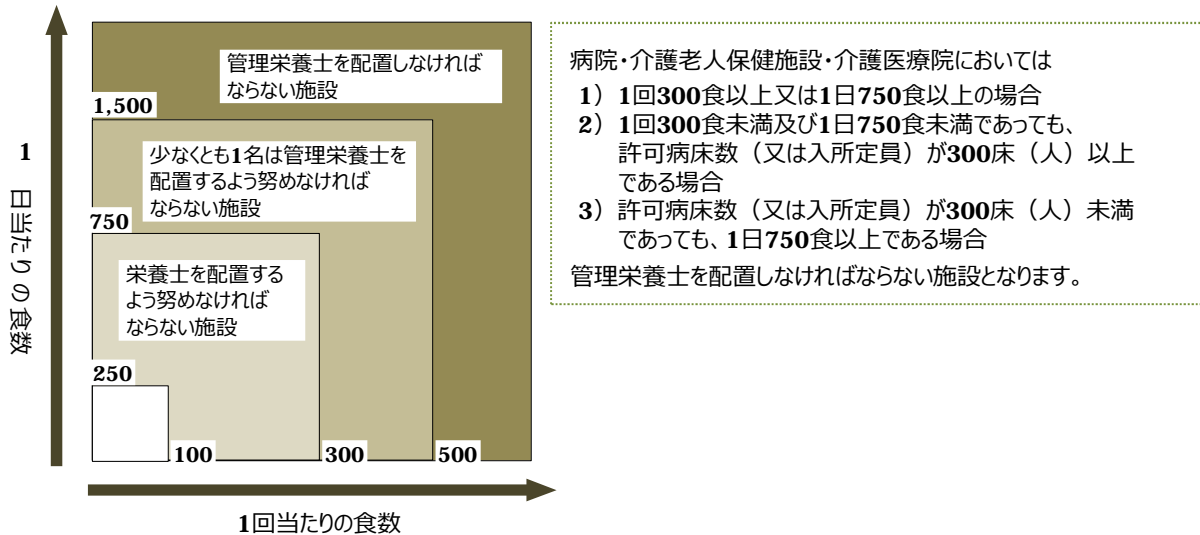 管理栄養士を配置しなければ
ならない施設
1,500
少なくとも1名は管理栄養士を
配置するよう努めなければ
ならない施設
750
栄養士を配置する
よう努めなければ
ならない施設
250
100
300
500
1日当たりの食数
1回当たりの食数
病院・介護老人保健施設・介護医療院においては
1）1回300食以上又は1日750食以上の場合
2）1回300食未満及び1日750食未満であっても、
許可病床数（又は入所定員）が300床（人）以上
である場合
3）許可病床数（又は入所定員）が300床（人）未満
であっても、1日750食以上である場合
管理栄養士を配置しなければならない施設となります。